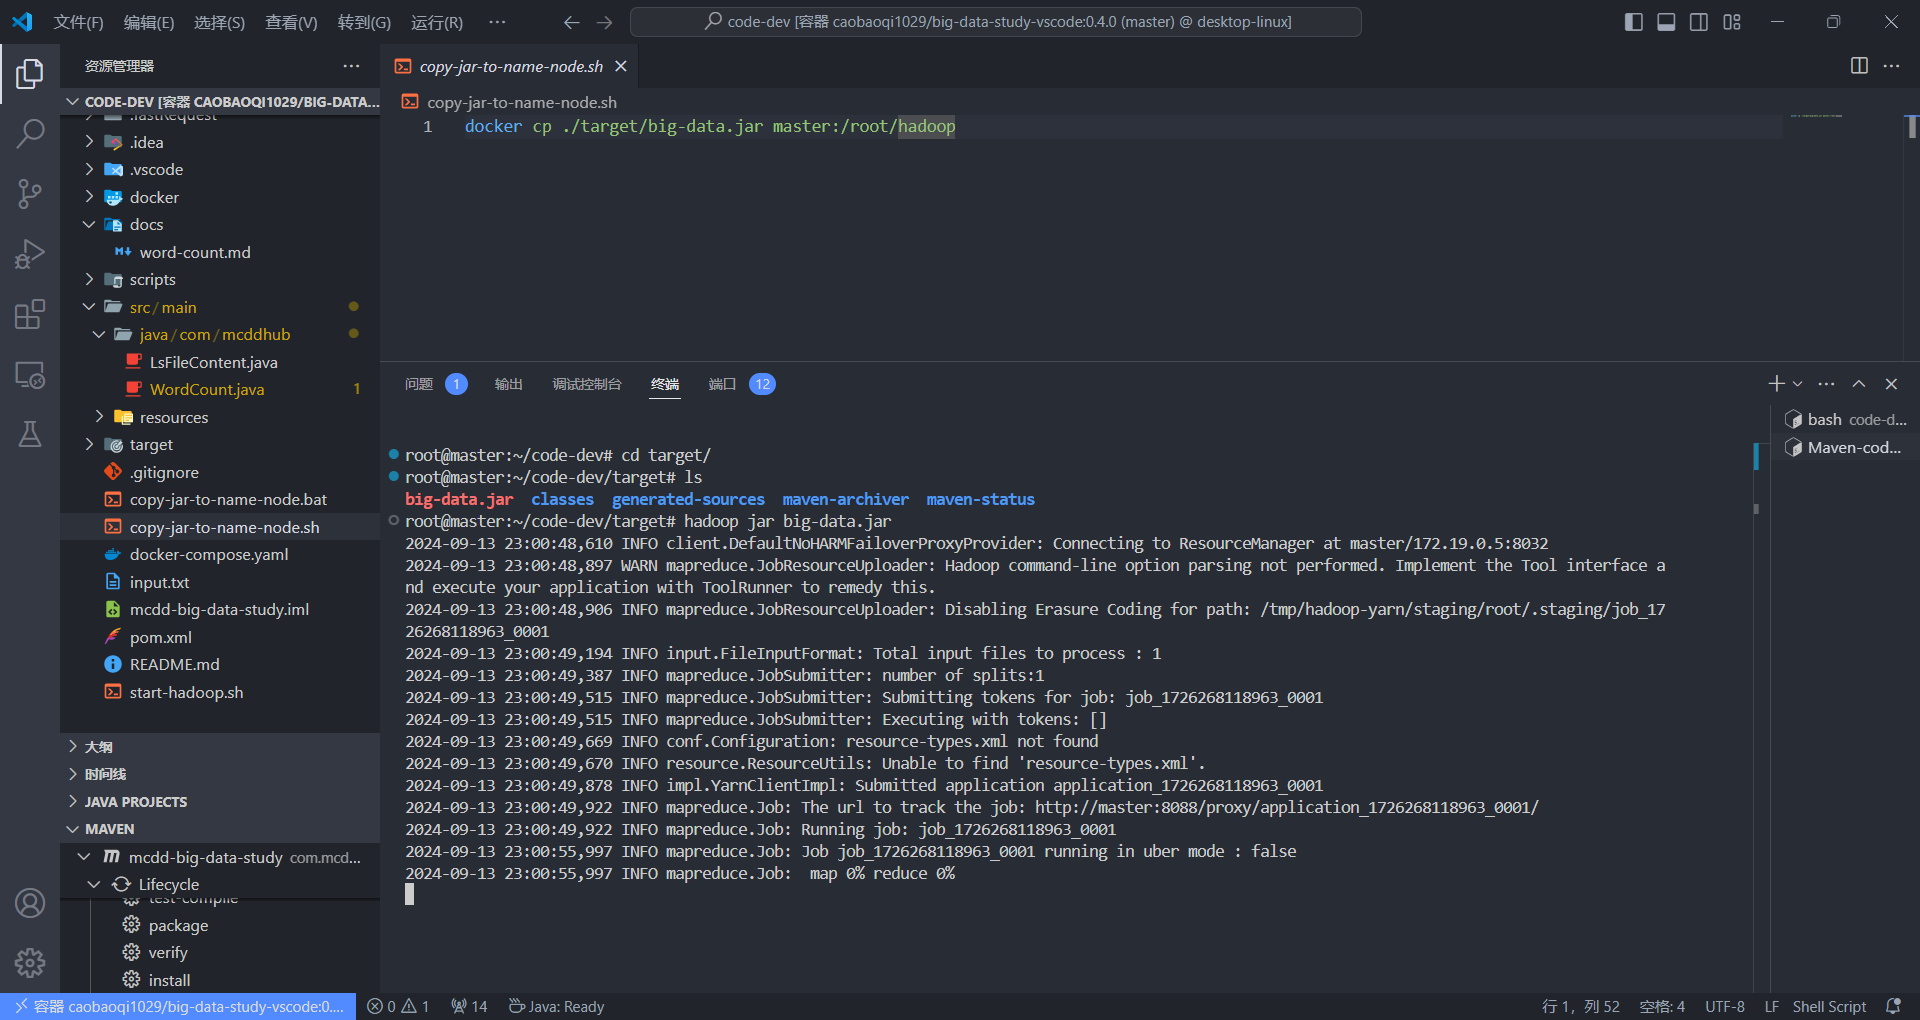 文件(F) 编辑(E) 选择(S) 查看(V) 转到(G) 运行(R) ···
code-dev [容器 caobaoqi1029/big-data-study-vscode:0.4.0 (master) @ desktop-linux]
资源管理器
CODE-DEV [容器 CAOBAOQI1029/BIG-DATA...
.fastRequest
.idea
.vscode
docker
docs
word-count.md
scripts
src / main
java / com / mcddhub
LsFileContent.java
WordCount.java 1
resources
target
.gitignore
copy-jar-to-name-node.bat
copy-jar-to-name-node.sh
docker-compose.yaml
input.txt
mcdd-big-data-study.iml
pom.xml
README.md
start-hadoop.sh
大纲
时间线
JAVA PROJECTS
MAVEN
mcdd-big-data-study com.mcd...
Lifecycle
test-compile
package
verify
install
copy-jar-to-name-node.sh
copy-jar-to-name-node.sh
1 docker cp ./target/big-data.jar master:/root/hadoop
问题 1 输出 调试控制台 终端 端口 12
bash code-d...
Maven-cod...
root@master:~/code-dev# cd target/
root@master:~/code-dev/target# ls
big-data.jar classes generated-sources maven-archiver maven-status
root@master:~/code-dev/target# hadoop jar big-data.jar
2024-09-13 23:00:48,610 INFO client.DefaultNoHARMFailoverProxyProvider: Connecting to ResourceManager at master/172.19.0.5:8032
2024-09-13 23:00:48,897 WARN mapreduce.JobResourceUploader: Hadoop command-line option parsing not performed. Implement the Tool interface a
nd execute your application with ToolRunner to remedy this.
2024-09-13 23:00:48,906 INFO mapreduce.JobResourceUploader: Disabling Erasure Coding for path: /tmp/hadoop-yarn/staging/root/.staging/job_17
26268118963_0001
2024-09-13 23:00:49,194 INFO input.FileInputFormat: Total input files to process : 1
2024-09-13 23:00:49,387 INFO mapreduce.JobSubmitter: number of splits:1
2024-09-13 23:00:49,515 INFO mapreduce.JobSubmitter: Submitting tokens for job: job_1726268118963_0001
2024-09-13 23:00:49,515 INFO mapreduce.JobSubmitter: Executing with tokens: []
2024-09-13 23:00:49,669 INFO conf.Configuration: resource-types.xml not found
2024-09-13 23:00:49,670 INFO resource.ResourceUtils: Unable to find 'resource-types.xml'.
2024-09-13 23:00:49,878 INFO impl.YarnClientImpl: Submitted application application_1726268118963_0001
2024-09-13 23:00:49,922 INFO mapreduce.Job: The url to track the job: http://master:8088/proxy/application_1726268118963_0001/
2024-09-13 23:00:49,922 INFO mapreduce.Job: Running job: job_1726268118963_0001
2024-09-13 23:00:55,997 INFO mapreduce.Job: Job job_1726268118963_0001 running in uber mode : false
2024-09-13 23:00:55,997 INFO mapreduce.Job:  map 0% reduce 0%
容器 caobaoqi1029/big-data-study-vscode:0.... 0 1 14 Java: Ready 行 1，列 52 空格: 4 UTF-8 LF Shell Script